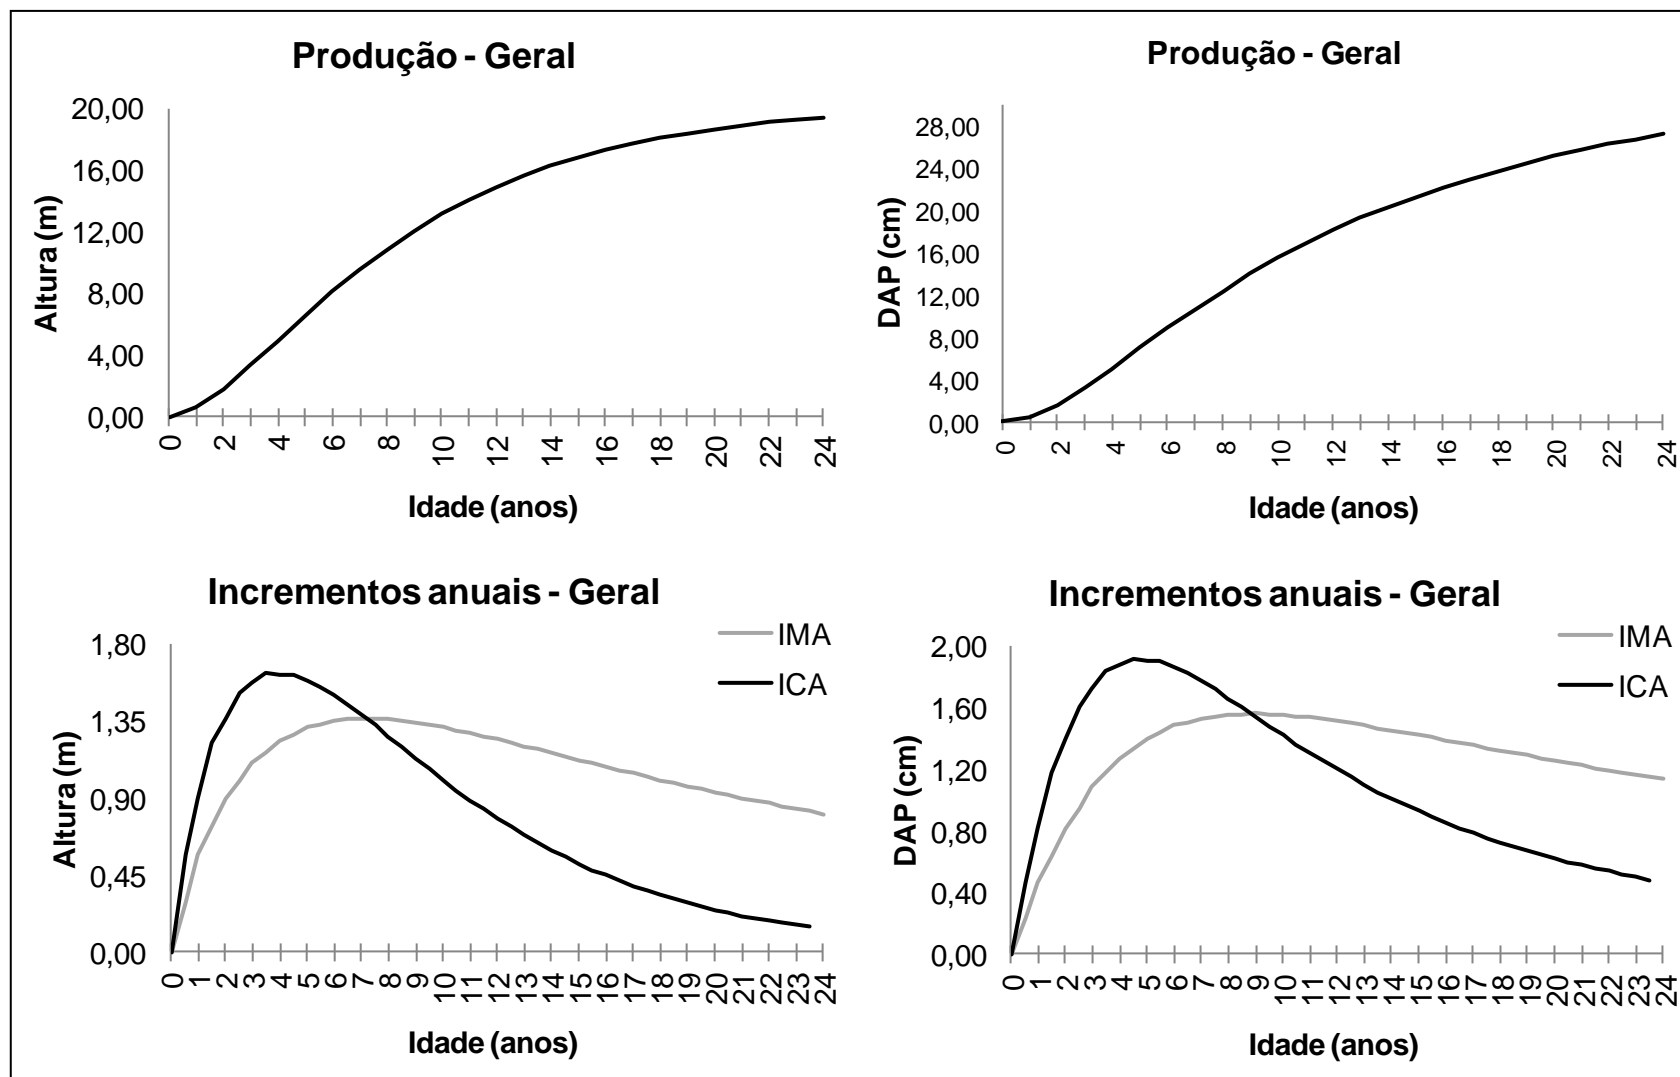 Produção - Geral
20,00
16,00
12,00
8,00
4,00
0,00
Altura (m)
0 2 4 6 8 10 12 14 16 18 20 22 24
Idade (anos)
Produção - Geral
28,00
24,00
20,00
16,00
12,00
8,00
4,00
0,00
DAP (cm)
0 2 4 6 8 10 12 14 16 18 20 22 24
Idade (anos)
Incrementos anuais - Geral
IMA
ICA
1,80
1,35
0,90
0,45
0,00
Altura (m)
0 1 2 3 4 5 6 7 8 9 10 11 12 13 14 15 16 17 18 19 20 21 22 23 24
Idade (anos)
Incrementos anuais - Geral
IMA
ICA
2,00
1,60
1,20
0,80
0,40
0,00
DAP (cm)
0 1 2 3 4 5 6 7 8 9 10 11 12 13 14 15 16 17 18 19 20 21 22 23 24
Idade (anos)